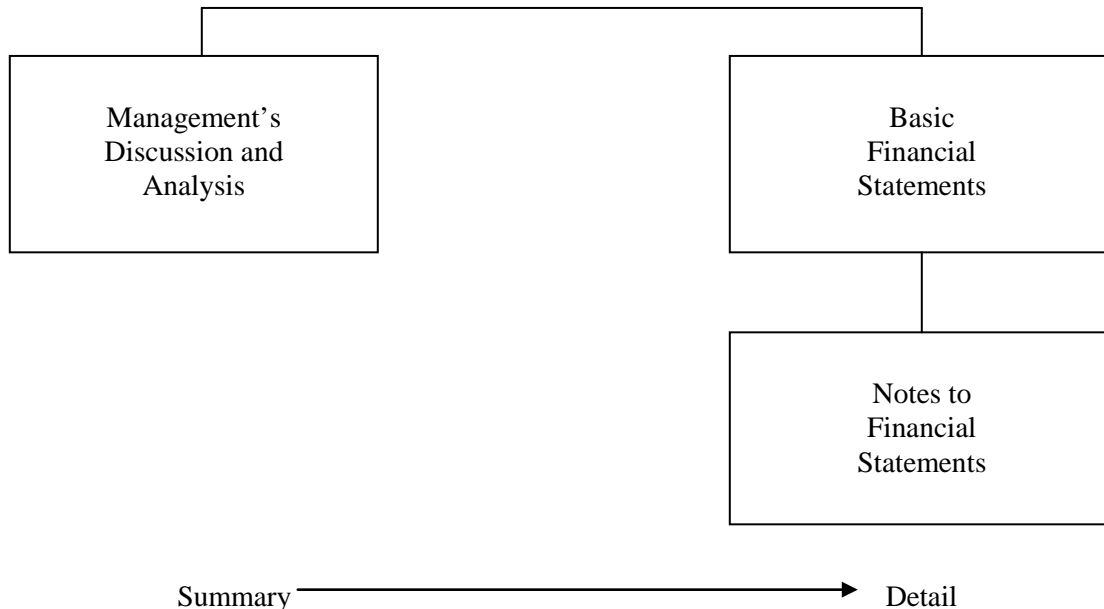 Management’s
Discussion and
Analysis
Basic
Financial
Statements
Notes to
Financial
Statements
Summary
Detail